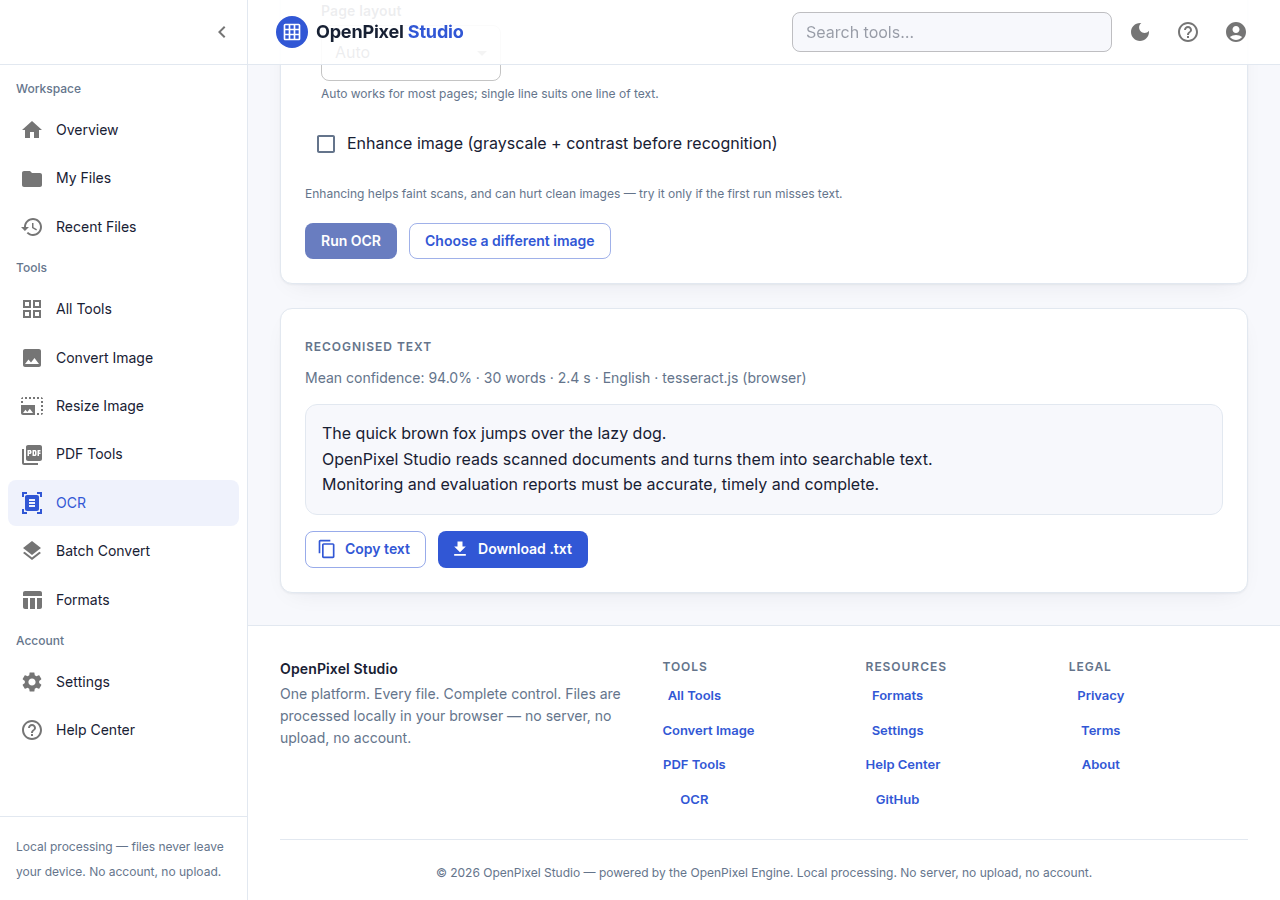 Page layout
OpenPixel Studio
Search tools...
Auto
Auto works for most pages; single line suits one line of text.
Enhance image (grayscale + contrast before recognition)
Enhancing helps faint scans, and can hurt clean images — try it only if the first run misses text.
Run OCR
Choose a different image
RECOGNISED TEXT
Mean confidence: 94.0% · 30 words · 2.4 s · English · tesseract.js (browser)
The quick brown fox jumps over the lazy dog.
OpenPixel Studio reads scanned documents and turns them into searchable text.
Monitoring and evaluation reports must be accurate, timely and complete.
Copy text
Download .txt
Workspace
Overview
My Files
Recent Files
Tools
All Tools
Convert Image
Resize Image
PDF Tools
OCR
Batch Convert
Formats
Account
Settings
Help Center
Local processing — files never leave
your device. No account, no upload.
OpenPixel Studio
One platform. Every file. Complete control. Files are
processed locally in your browser — no server, no
upload, no account.
TOOLS
All Tools
Convert Image
PDF Tools
OCR
RESOURCES
Formats
Settings
Help Center
GitHub
LEGAL
Privacy
Terms
About
© 2026 OpenPixel Studio — powered by the OpenPixel Engine. Local processing. No server, no upload, no account.